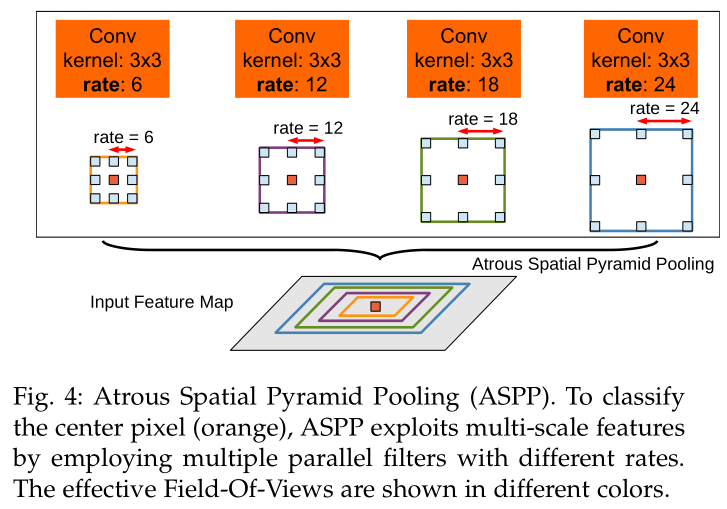 Conv
kernel: 3x3
rate: 6
Conv
kernel: 3x3
rate: 12
Conv
kernel: 3x3
rate: 18
Conv
kernel: 3x3
rate: 24
rate = 6
rate = 12
rate = 18
rate = 24
Atrous Spatial Pyramid Pooling
Input Feature Map
Fig. 4: Atrous Spatial Pyramid Pooling (ASPP). To classify
the center pixel (orange), ASPP exploits multi-scale features
by employing multiple parallel filters with different rates.
The effective Field-Of-Views are shown in different colors.